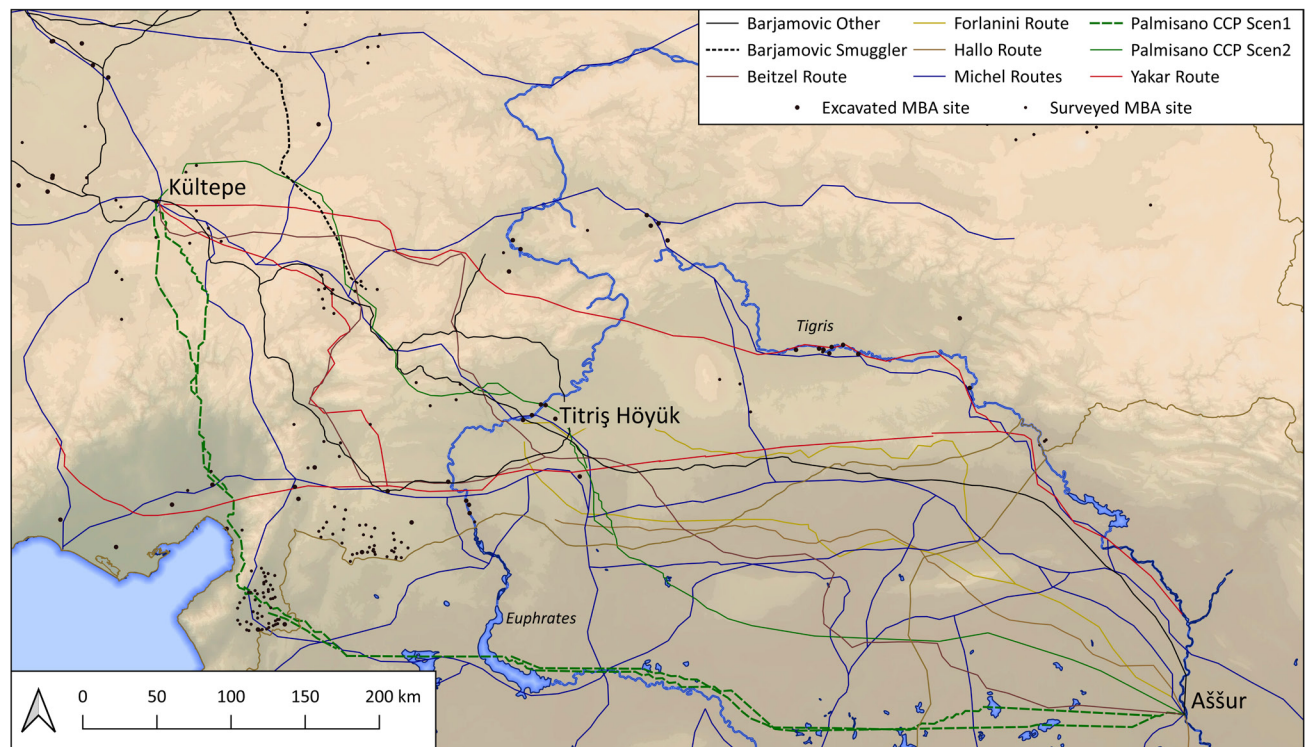 Barjamovic Other
Forlanini Route
Palmisano CCP Scen1
Barjamovic Smuggler
Hallo Route
Palmisano CCP Scen2
Beitzel Route
Michel Routes
Yakar Route
Excavated MBA site
Surveyed MBA site
Kültepe
Tigris
Titriş Höyük
Euphrates
Aššur
0 50 100 150 200 km